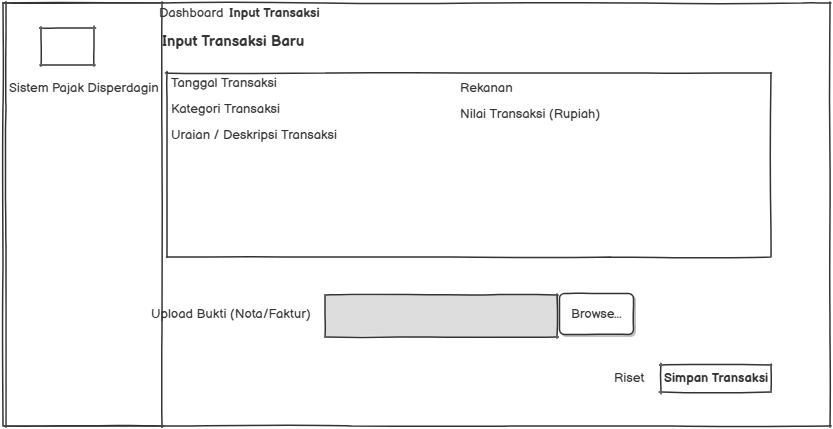 Dashboard Input Transaksi
Input Transaksi Baru
Sistem Pajak Disperdagin
Tanggal Transaksi
Rekanan
Kategori Transaksi
Nilai Transaksi (Rupiah)
Uraian / Deskripsi Transaksi
Upload Bukti (Nota/Faktur)
Browse...
Riset
Simpan Transaksi